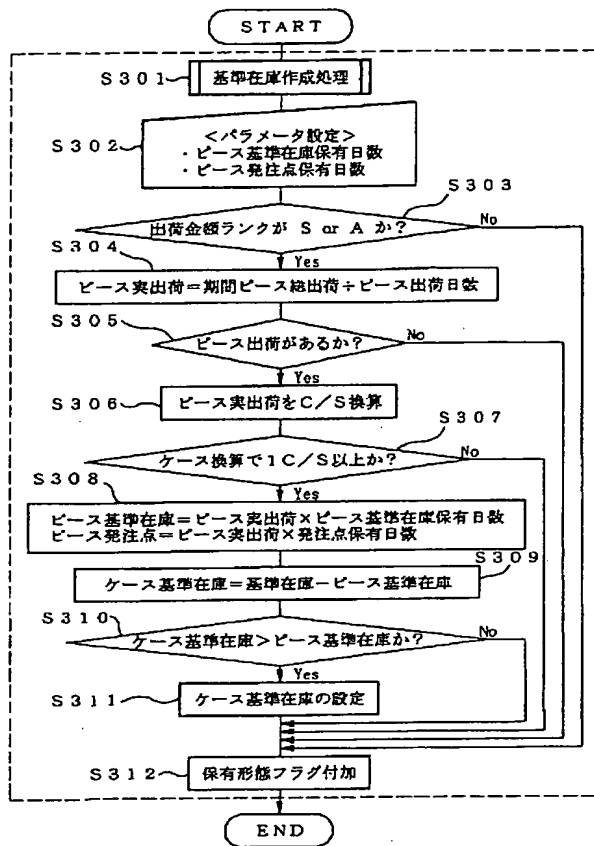 START
S301
基準在庫作成処理
S302
＜パラメータ設定＞
・ピース基準在庫保有日数
・ピース発注点保有日数
S303
出荷金額ランクが S or A か？
No
S304
Yes
ピース実出荷＝期間ピース総出荷÷ピース出荷日数
S305
ピース出荷があるか？
No
Yes
S306
ピース実出荷をC／S換算
S307
ケース換算で1C／S以上か？
No
S308
Yes
ピース基準在庫＝ピース実出荷×ピース基準在庫保有日数
ピース発注点＝ピース実出荷×発注点保有日数
S309
ケース基準在庫＝基準在庫－ピース基準在庫
S310
ケース基準在庫＞ピース基準在庫か？
No
Yes
S311
ケース基準在庫の設定
S312
保有形態フラグ付加
END